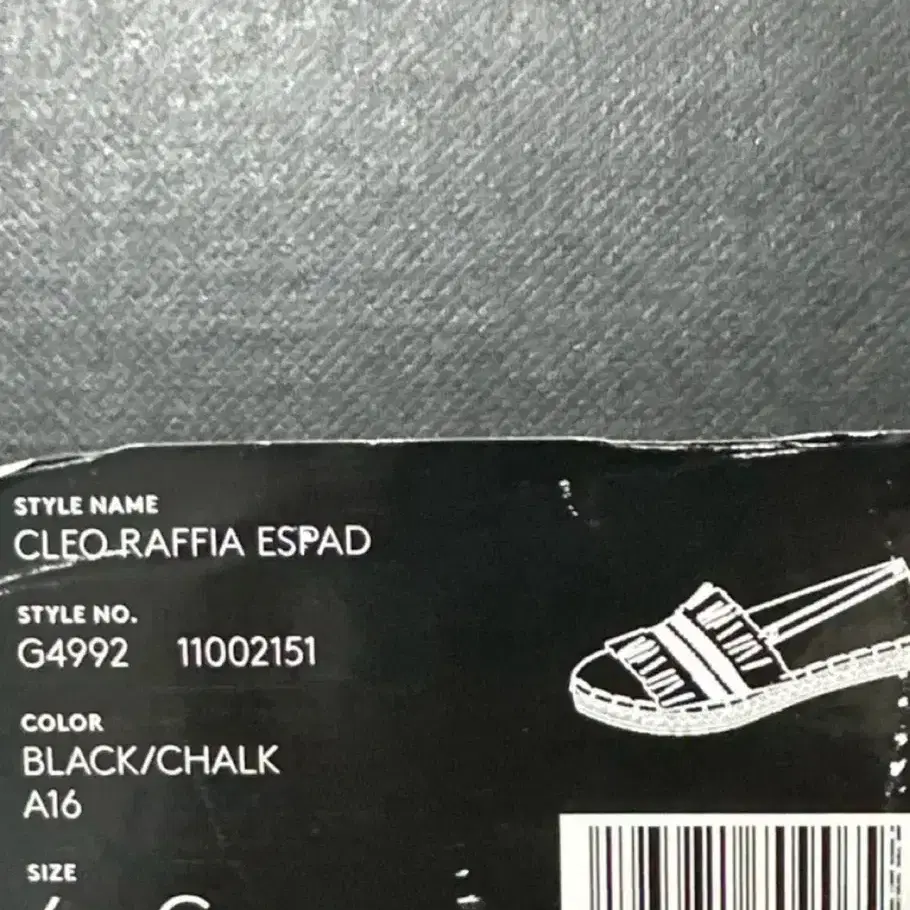 STYLE NAME
CLEO RAFFIA ESPAD
STYLE NO.
G4992 11002151
COLOR
BLACK/CHALK
A16
SIZE